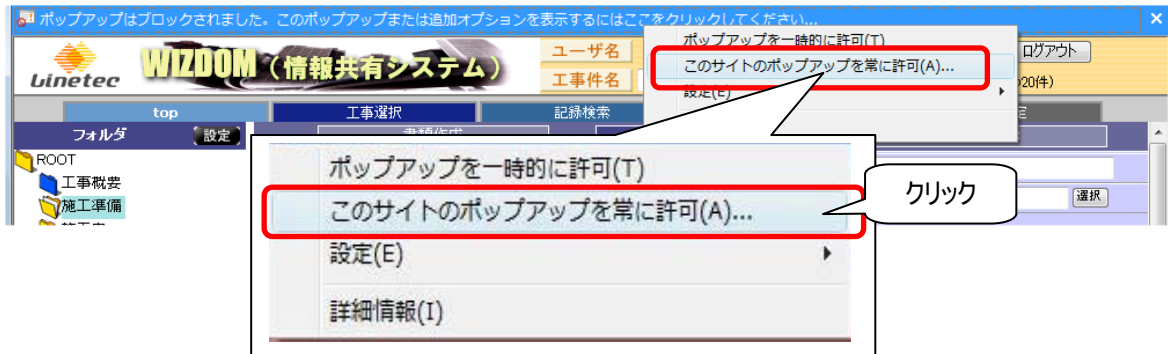 ポップアップはブロックされました。このポップアップまたは追加オプションを表示するにはここをクリックしてください...
ポップアップを一時的に許可(T)
このサイトのポップアップを常に許可(A)...
設定(E)
Linetec
WIZDOM（情報共有システム）
ユーザ名
工事件名
ログアウト
20件)
top
工事選択
記録検索
フォルダ
設定
書類作成
ROOT
工事概要
施工準備
選択
ポップアップを一時的に許可(T)
このサイトのポップアップを常に許可(A)...
設定(E)
詳細情報(I)
クリック